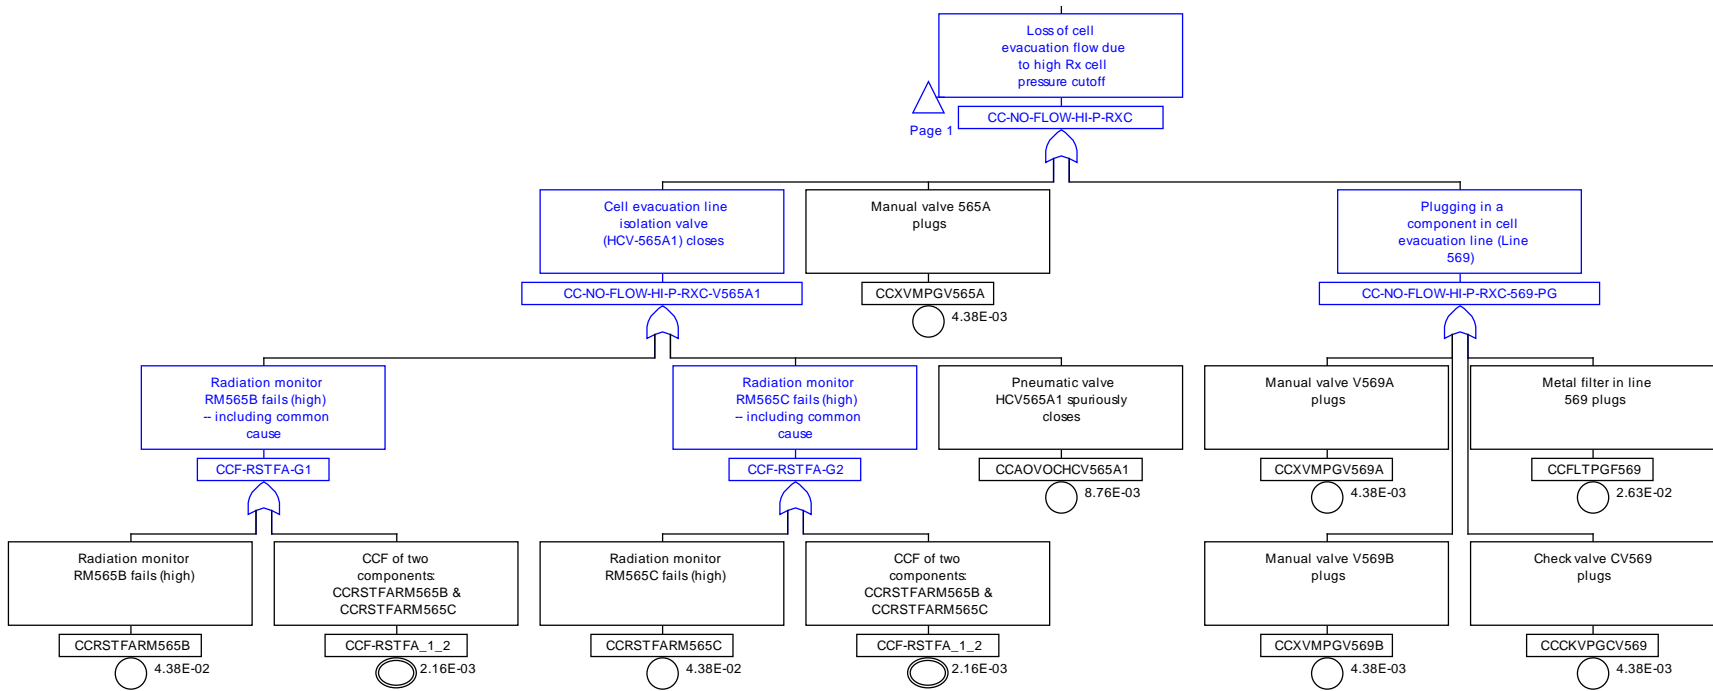 Loss of cell
evacuation flow due
to high Rx cell
pressure cutoff
Page 1
CC-NO-FLOW-HI-P-RXC
Cell evacuation line
isolation valve
(HCV-565A1) closes
CC-NO-FLOW-HI-P-RXC-V565A1
Manual valve 565A
plugs
CCXVMPGV565A
4.38E-03
Plugging in a
component in cell
evacuation line (Line
569)
CC-NO-FLOW-HI-P-RXC-569-PG
Radiation monitor
RM565B fails (high)
-- including common
cause
CCF-RSTFA-G1
Radiation monitor
RM565C fails (high)
-- including common
cause
CCF-RSTFA-G2
Pneumatic valve
HCV565A1 spuriously
closes
CCAOVOCHCV565A1
8.76E-03
Manual valve V569A
plugs
CCXVMPGV569A
4.38E-03
Metal filter in line
569 plugs
CCFLTPGF569
2.63E-02
Radiation monitor
RM565B fails (high)
CCRSTFARM565B
4.38E-02
CCF of two
components:
CCRSTFARM565B &
CCRSTFARM565C
CCF-RSTFA_1_2
2.16E-03
Radiation monitor
RM565C fails (high)
CCRSTFARM565C
4.38E-02
CCF of two
components:
CCRSTFARM565B &
CCRSTFARM565C
CCF-RSTFA_1_2
2.16E-03
Manual valve V569B
plugs
CCXVMPGV569B
4.38E-03
Check valve CV569
plugs
CCCKVPGCV569
4.38E-03